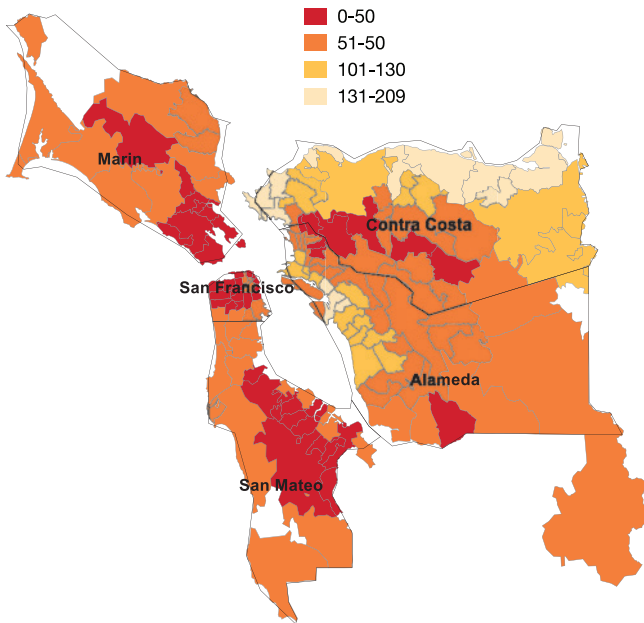 0-50
51-50
101-130
131-209
Marin
Contra Costa
San Francisco
Alameda
San Mateo